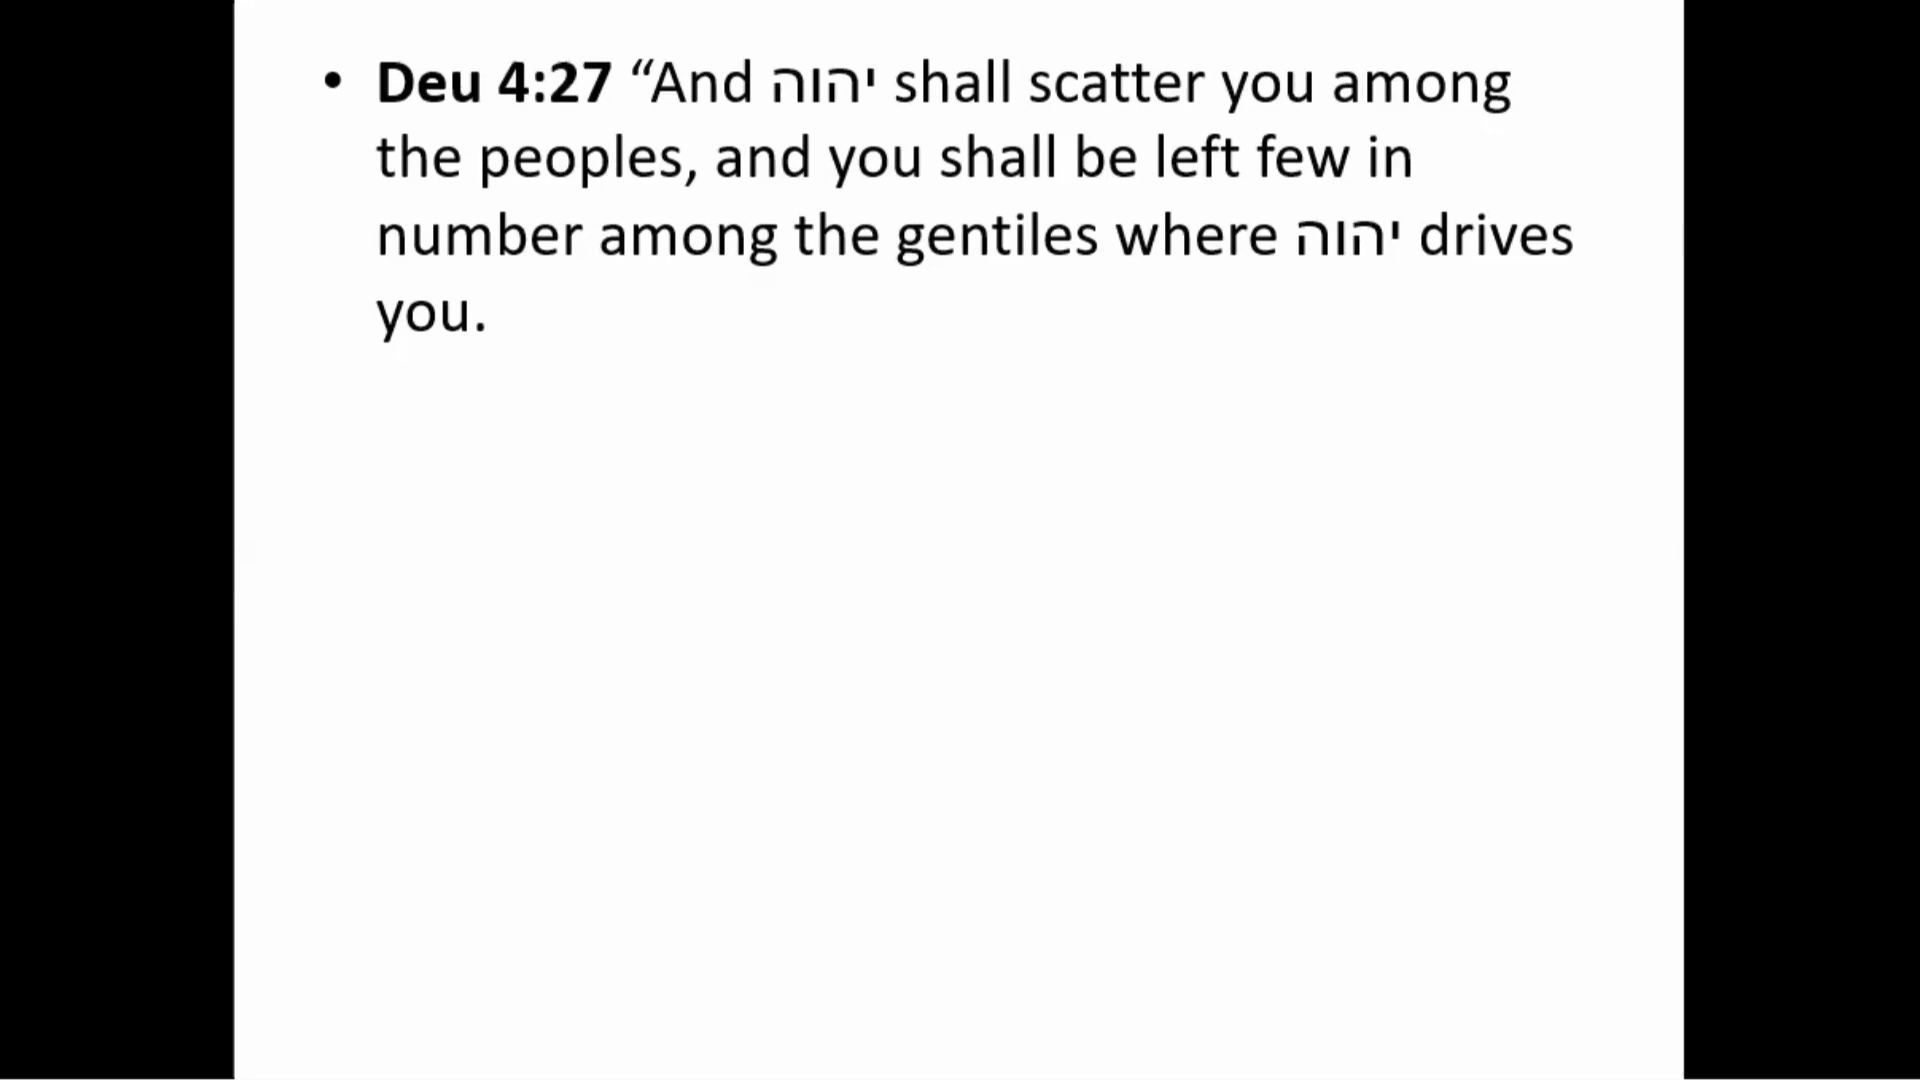 • Deu 4:27 “And יהוה shall scatter you among
the peoples, and you shall be left few in
number among the gentiles where יהוה drives
you.